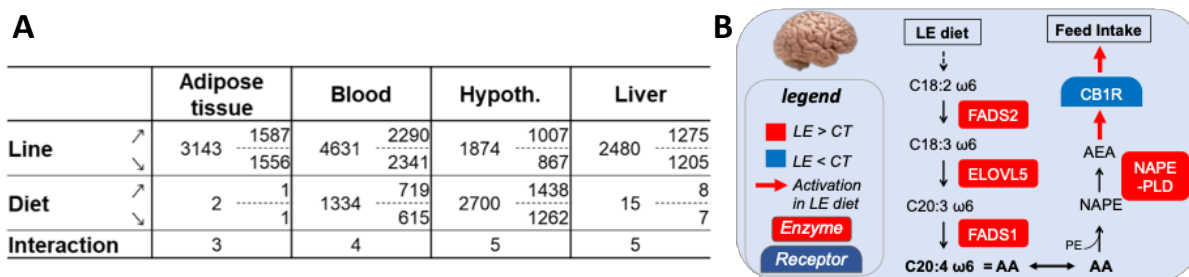 A
Adipose tissue Blood Hypoth. Liver
Line ↗ 3143 1587 4631 2290 1874 1007 2480 1275
↘ 1556 2341 867 1205
Diet ↗ 2 1 1334 719 2700 1438 15 8
↘ 1 615 1262 7
Interaction 3 4 5 5
B
LE diet
Feed Intake
legend
LE > CT
LE < CT
Activation
in LE diet
Enzyme
Receptor
C18:2 ω6
FADS2
C18:3 ω6
ELOVL5
C20:3 ω6
FADS1
C20:4 ω6 = AA
AA
PE
NAPE
NAPE
-PLD
AEA
CB1R